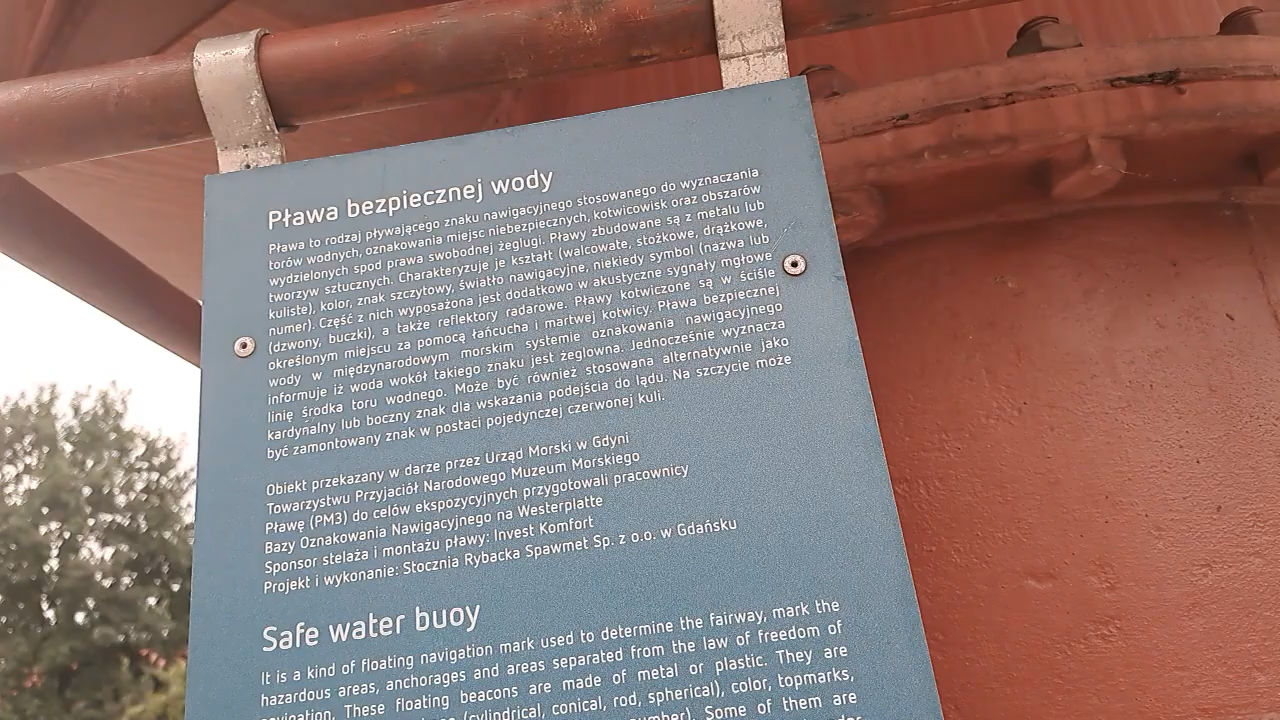 Pława bezpiecznej wody
Pława to rodzaj pływającego znaku nawigacyjnego stosowanego do wyznaczania
torów wodnych, oznakowania miejsc niebezpiecznych, kotwicowisk oraz obszarów
wydzielonych spod prawa swobodnej żeglugi. Pławy zbudowane są z metalu lub
tworzyw sztucznych. Charakteryzuje je kształt (walcowate, stożkowe, drążkowe,
kuliste), kolor, znak szczytowy, światło nawigacyjne, niekiedy symbol (nazwa lub
numer). Część z nich wyposażona jest dodatkowo w akustyczne sygnały mgłowe
(dzwony, buczki), a także reflektory radarowe. Pławy kotwiczone są w ściśle
określonym miejscu za pomocą łańcucha i martwej kotwicy. Pława bezpiecznej
wody w międzynarodowym morskim systemie oznakowania nawigacyjnego
informuje iż woda wokół takiego znaku jest żeglowna. Jednocześnie wyznacza
linię środka toru wodnego. Może być również stosowana alternatywnie jako
kardynalny lub boczny znak dla wskazania podejścia do lądu. Na szczycie może
być zamontowany znak w postaci pojedynczej czerwonej kuli.
Obiekt przekazany w darze przez Urząd Morski w Gdyni
Towarzystwu Przyjaciół Narodowego Muzeum Morskiego
Pławę (PM3) do celów ekspozycyjnych przygotowali pracownicy
Bazy Oznakowania Nawigacyjnego na Westerplatte
Sponsor stelaża i montażu pławy: Invest Komfort
Projekt i wykonanie: Stocznia Rybacka Spawmet Sp. z o.o. w Gdańsku
Safe water buoy
It is a kind of floating navigation mark used to determine the fairway, mark the
hazardous areas, anchorages and areas separated from the law of freedom of
navigation. These floating beacons are made of metal or plastic. They are
(cylindrical, conical, rod, spherical), color, topmarks,
Some of them are